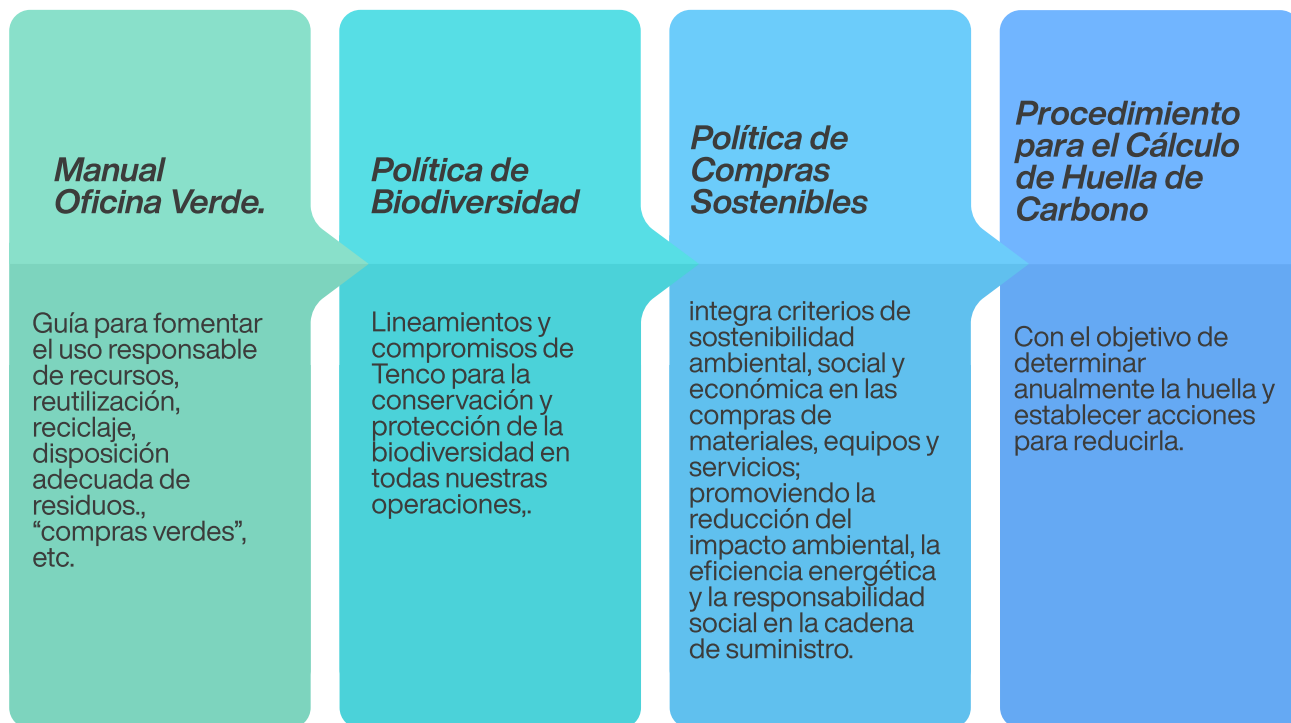 Manual
Oficina Verde.
Guía para fomentar
el uso responsable
de recursos,
reutilización,
reciclaje,
disposición
adecuada de
residuos.,
“compras verdes”,
etc.
Política de
Biodiversidad
Lineamientos y
compromisos de
Tenco para la
conservación y
protección de la
biodiversidad en
todas nuestras
operaciones,.
Política de
Compras
Sostenibles
integra criterios de
sostenibilidad
ambiental, social y
económica en las
compras de
materiales, equipos y
servicios;
promoviendo la
reducción del
impacto ambiental, la
eficiencia energética
y la responsabilidad
social en la cadena
de suministro.
Procedimiento
para el Cálculo
de Huella de
Carbono
Con el objetivo de
determinar
anualmente la huella y
establecer acciones
para reducirla.